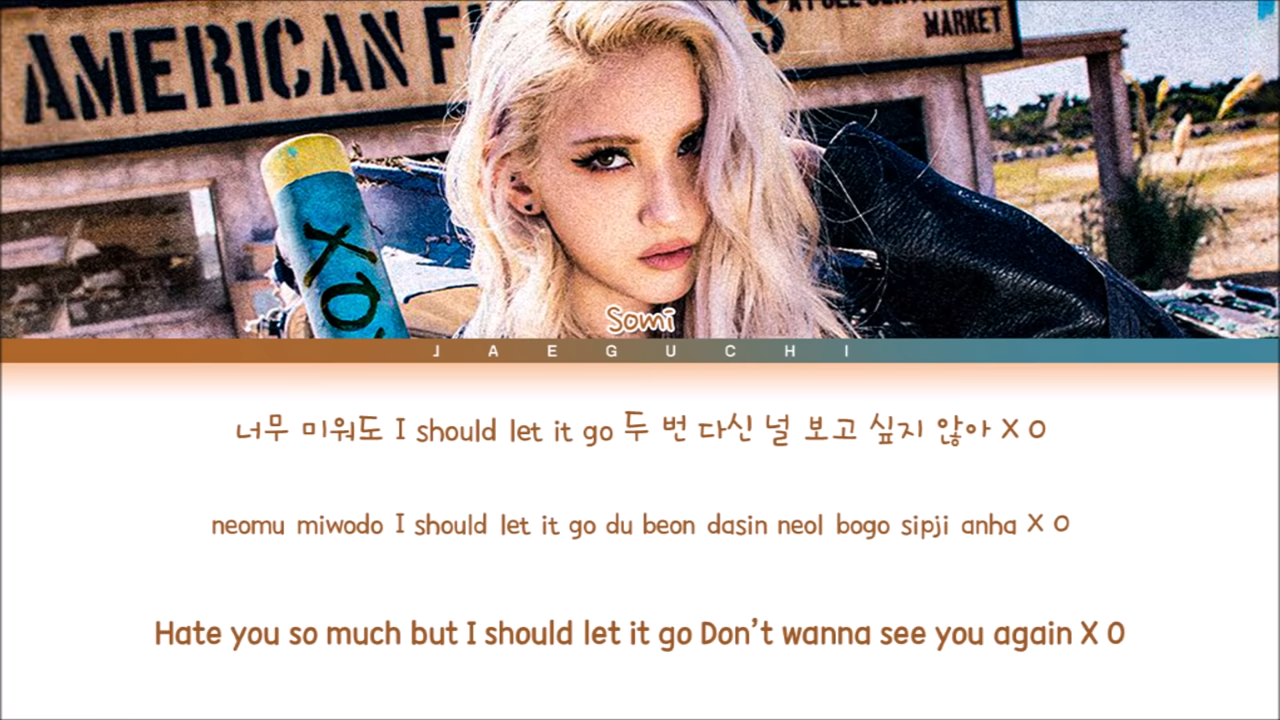 AMERICAN F
S
MARKET
XO
Somi
JAEGUCHI
너무 미워도 I should let it go 두 번 다신 널 보고 싶지 않아 X O
neomu miwodo I should let it go du beon dasin neol bogo sipji anha X O
Hate you so much but I should let it go Don't wanna see you again X O